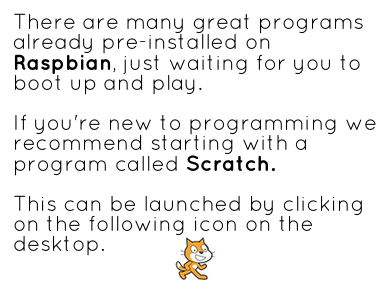 There are many great programs
already pre-installed on
Raspbian, just waiting for you to
boot up and play.
If you're new to programming we
recommend starting with a
program called Scratch.
This can be launched by clicking
on the following icon on the
desktop.